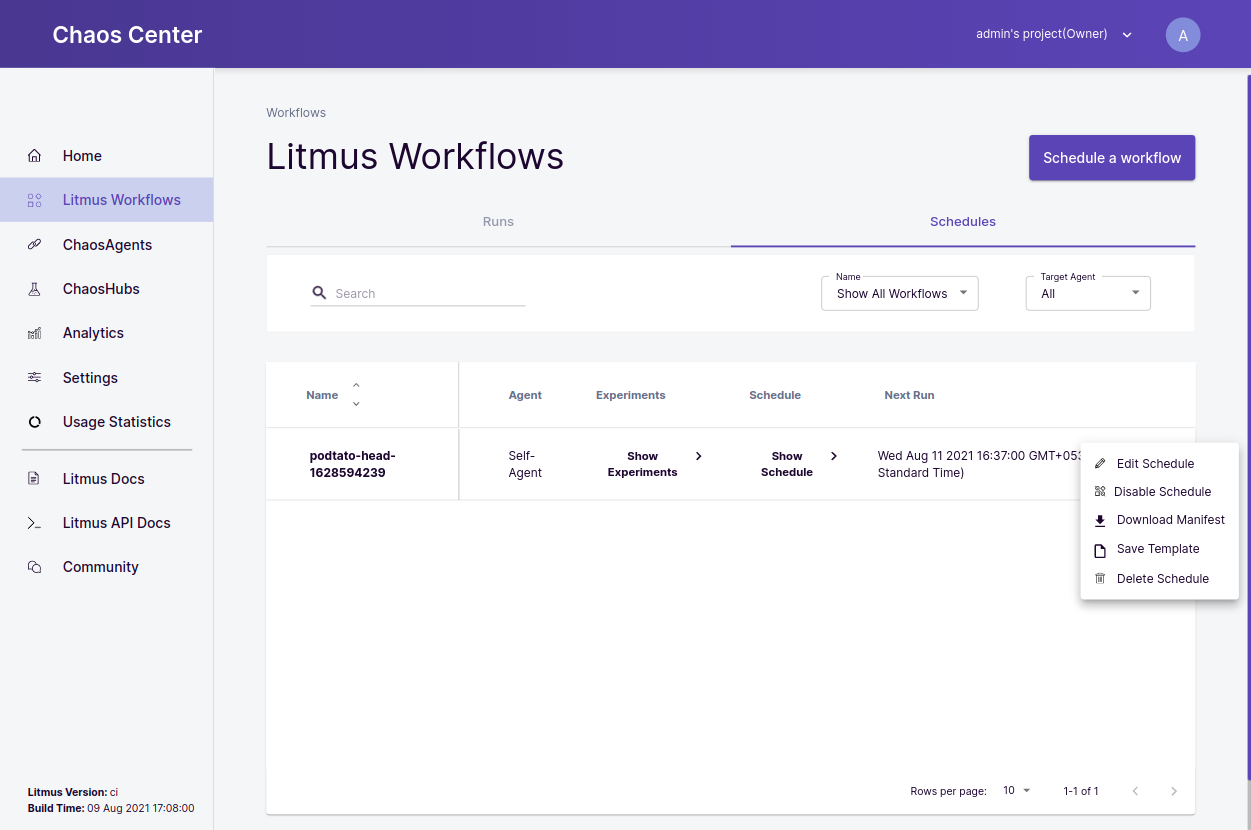 Chaos Center
admin's project(Owner)
A
Home
Litmus Workflows
ChaosAgents
ChaosHubs
Analytics
Settings
Usage Statistics
Litmus Docs
Litmus API Docs
Community
Litmus Version: ci
Build Time: 09 Aug 2021 17:08:00
Workflows
Litmus Workflows
Schedule a workflow
Runs
Schedules
Search
Name
Show All Workflows
Target Agent
All
Name
Agent
Experiments
Schedule
Next Run
podtato-head-
1628594239
Self-
Agent
Show
Experiments
Show
Schedule
Wed Aug 11 2021 16:37:00 GMT+053
Standard Time)
Edit Schedule
Disable Schedule
Download Manifest
Save Template
Delete Schedule
Rows per page:
10
1-1 of 1